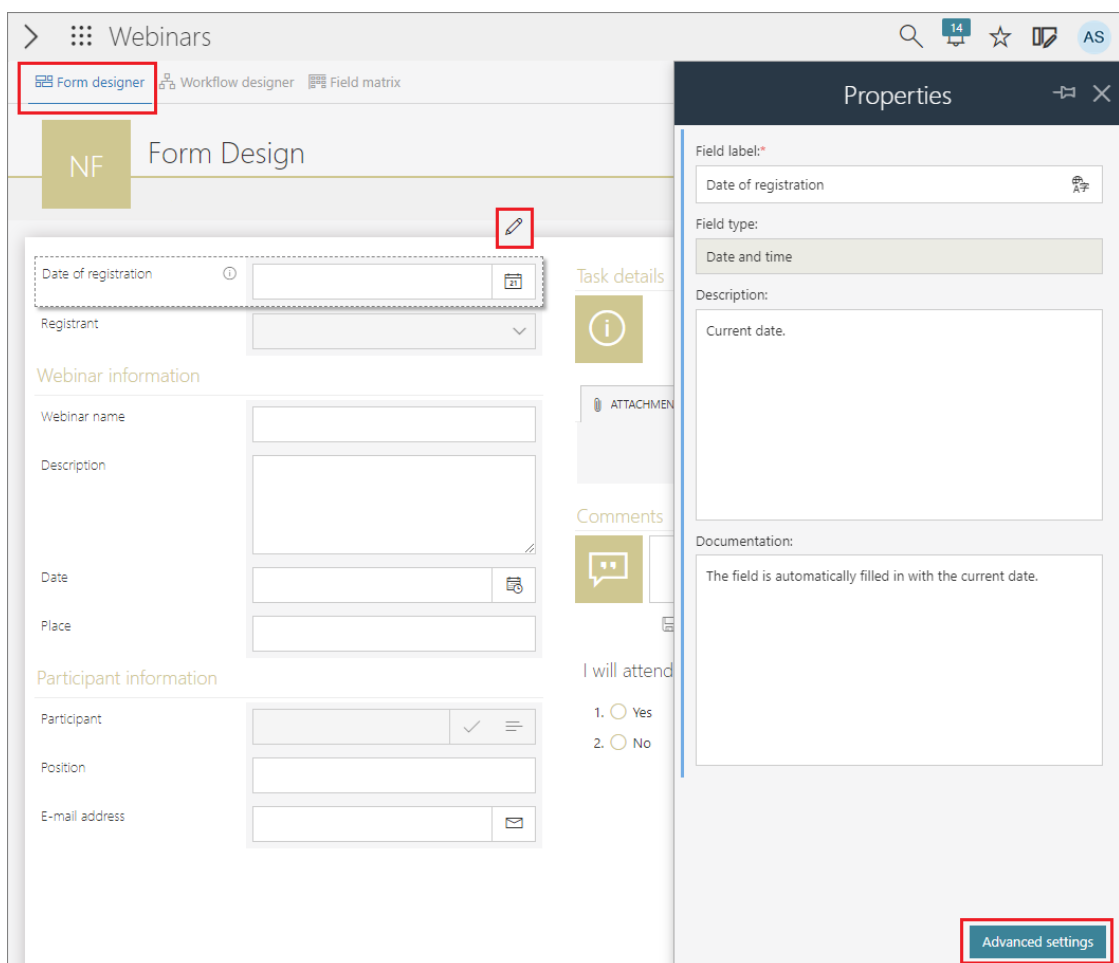 Webinars
14
AS
Form designer
Workflow designer
Field matrix
NF
Form Design
Date of registration
21
Registrant
Webinar information
Webinar name
Description
Date
Place
Participant information
Participant
Position
E-mail address
Task details
ATTACHMEN
Comments
I will attend
1. Yes
2. No
Properties
Field label:*
Date of registration
Field type:
Date and time
Description:
Current date.
Documentation:
The field is automatically filled in with the current date.
Advanced settings